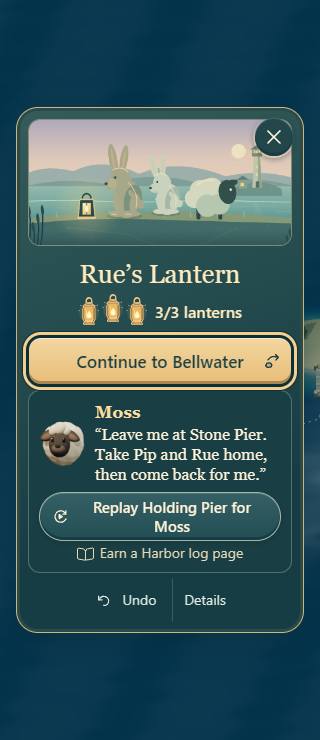 Rue’s Lantern
3/3 lanterns
Continue to Bellwater
Moss
“Leave me at Stone Pier.
Take Pip and Rue home,
then come back for me.”
Replay Holding Pier for
Moss
Earn a Harbor log page
Undo
Details